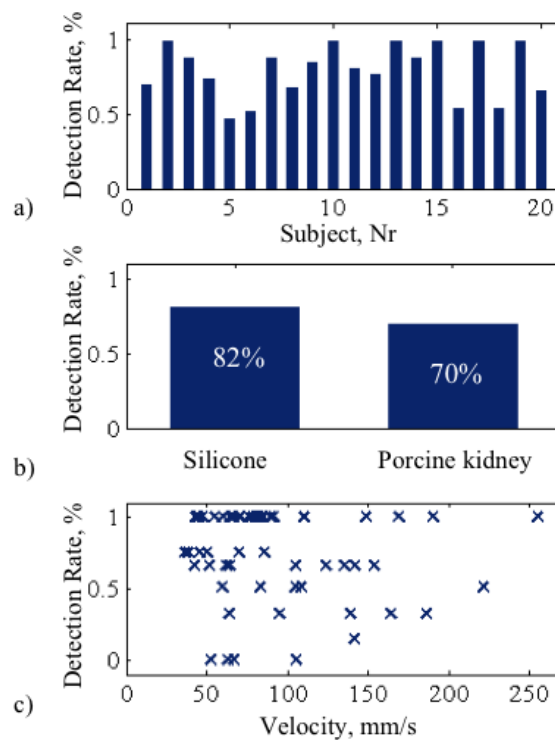 Detection Rate, %
1
0.5
0
0 5 10 15 20
Subject, Nr
a)
Detection Rate, %
1
0.5
0
82%
70%
Silicone Porcine kidney
b)
Detection Rate, %
1
0.5
0
0 50 100 150 200 250
Velocity, mm/s
c)